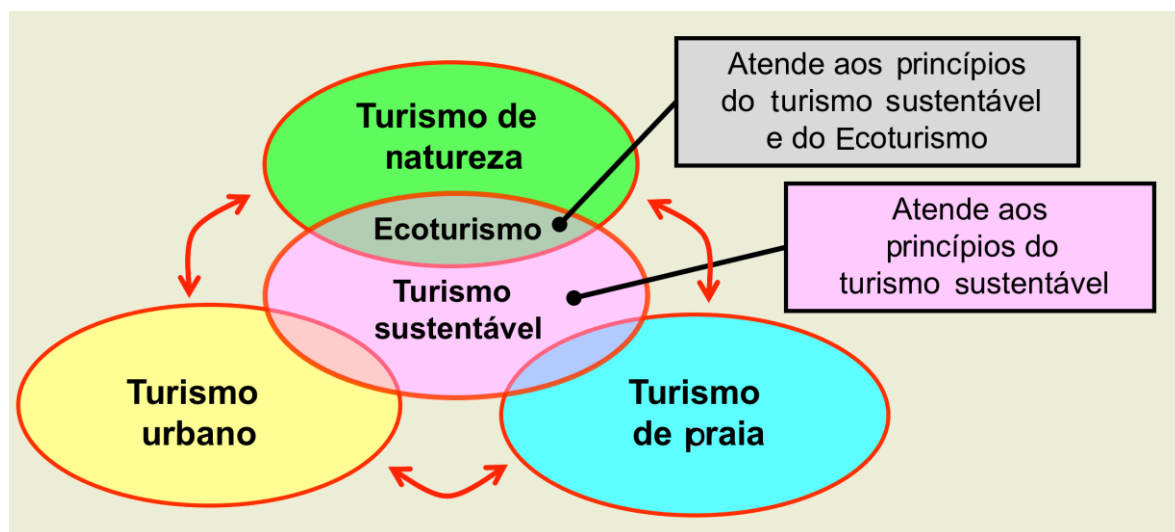 Turismo de
natureza
Atende aos princípios
do turismo sustentável
e do Ecoturismo
Ecoturismo
Atende aos
princípios do
turismo sustentável
Turismo
sustentável
Turismo
urbano
Turismo
de praia